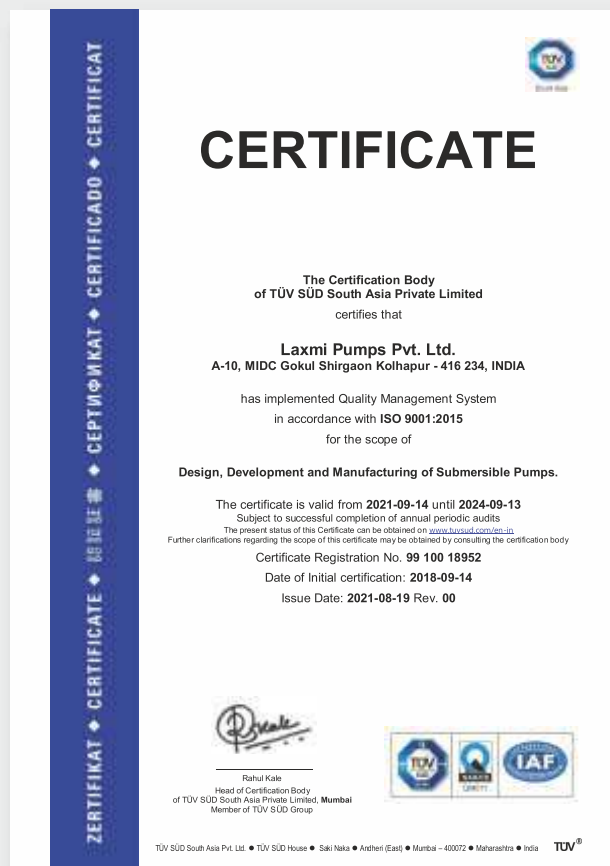 ZERTIFIKAT ◆ CERTIFICATE ◆ 認證證書 ◆ СЕРТИФИКАТ ◆ CERTIFICADO ◆ CERTIFICAT
TÜV
CERTIFICATE
The Certification Body
of TÜV SÜD South Asia Private Limited
certifies that
Laxmi Pumps Pvt. Ltd.
A-10, MIDC Gokul Shirgaon Kolhapur - 416 234, INDIA
has implemented Quality Management System
in accordance with ISO 9001:2015
for the scope of
Design, Development and Manufacturing of Submersible Pumps.
The certificate is valid from 2021-09-14 until 2024-09-13
Subject to successful completion of annual periodic audits
The present status of this Certificate can be obtained on www.tuvsud.com/en-in
Further clarifications regarding the scope of this certificate may be obtained by consulting the certification body
Certificate Registration No. 99 100 18952
Date of Initial certification: 2018-09-14
Issue Date: 2021-08-19 Rev. 00
Rahul Kale
Head of Certification Body
of TÜV SÜD South Asia Private Limited, Mumbai
Member of TÜV SÜD Group
TÜV
IAF
TÜV SÜD South Asia Pvt. Ltd. ● TÜV SÜD House ● Saki Naka ● Andheri (East) ● Mumbai – 400072 ● Maharashtra ● India TÜV®